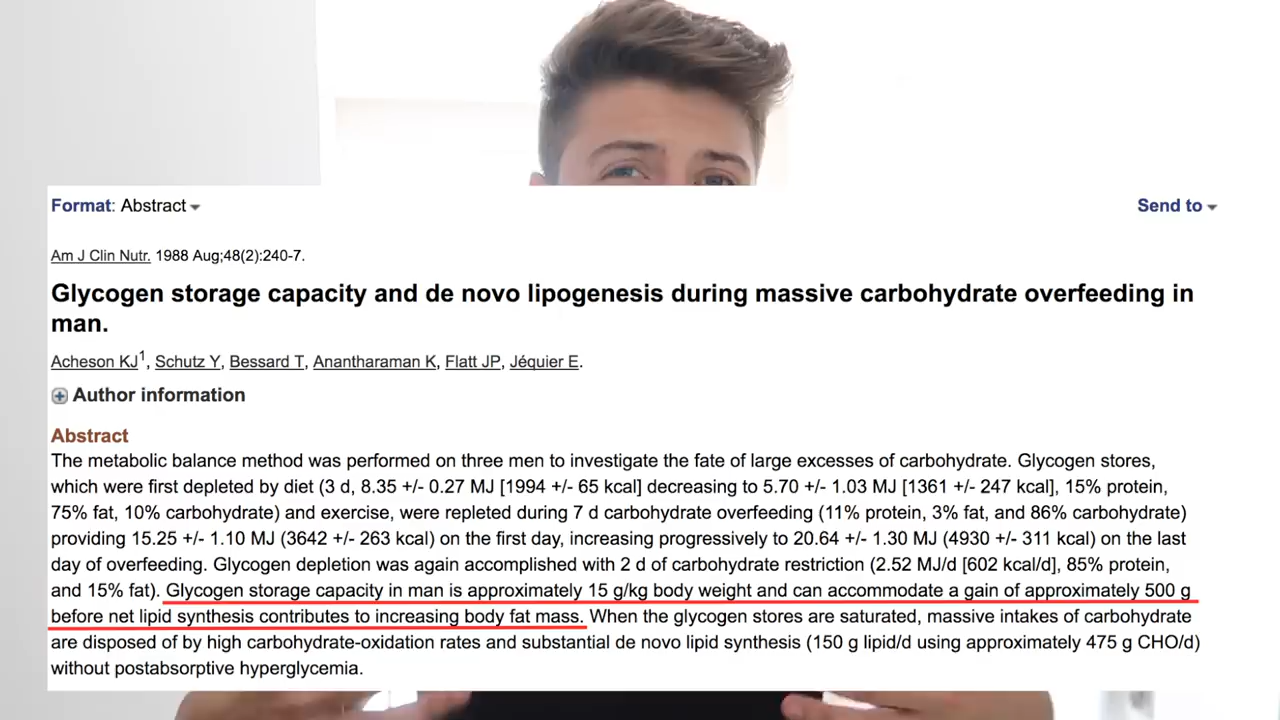 Format: Abstract
Send to
Am J Clin Nutr. 1988 Aug;48(2):240-7.
Glycogen storage capacity and de novo lipogenesis during massive carbohydrate overfeeding in
man.
Acheson KJ1, Schutz Y, Bessard T, Anantharaman K, Flatt JP, Jéquier E.
Author information
Abstract
The metabolic balance method was performed on three men to investigate the fate of large excesses of carbohydrate. Glycogen stores,
which were first depleted by diet (3 d, 8.35 +/- 0.27 MJ [1994 +/- 65 kcal] decreasing to 5.70 +/- 1.03 MJ [1361 +/- 247 kcal], 15% protein,
75% fat, 10% carbohydrate) and exercise, were repleted during 7 d carbohydrate overfeeding (11% protein, 3% fat, and 86% carbohydrate)
providing 15.25 +/- 1.10 MJ (3642 +/- 263 kcal) on the first day, increasing progressively to 20.64 +/- 1.30 MJ (4930 +/- 311 kcal) on the last
day of overfeeding. Glycogen depletion was again accomplished with 2 d of carbohydrate restriction (2.52 MJ/d [602 kcal/d], 85% protein,
and 15% fat). Glycogen storage capacity in man is approximately 15 g/kg body weight and can accommodate a gain of approximately 500 g
before net lipid synthesis contributes to increasing body fat mass. When the glycogen stores are saturated, massive intakes of carbohydrate
are disposed of by high carbohydrate-oxidation rates and substantial de novo lipid synthesis (150 g lipid/d using approximately 475 g CHO/d)
without postabsorptive hyperglycemia.